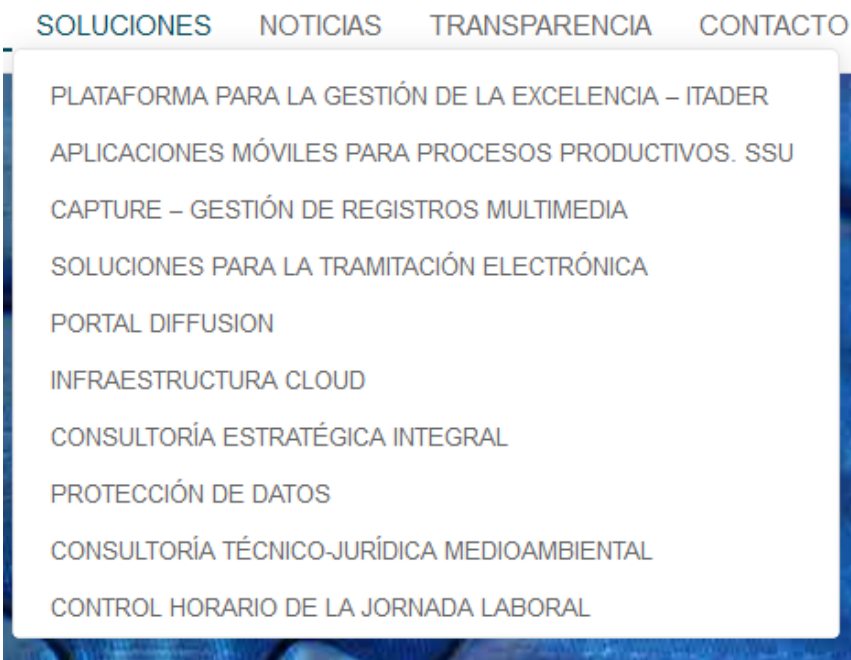 SOLUCIONES NOTICIAS TRANSPARENCIA CONTACTO
PLATAFORMA PARA LA GESTIÓN DE LA EXCELENCIA – ITADER
APLICACIONES MÓVILES PARA PROCESOS PRODUCTIVOS. SSU
CAPTURE – GESTIÓN DE REGISTROS MULTIMEDIA
SOLUCIONES PARA LA TRAMITACIÓN ELECTRÓNICA
PORTAL DIFFUSION
INFRAESTRUCTURA CLOUD
CONSULTORÍA ESTRATÉGICA INTEGRAL
PROTECCIÓN DE DATOS
CONSULTORÍA TÉCNICO-JURÍDICA MEDIOAMBIENTAL
CONTROL HORARIO DE LA JORNADA LABORAL